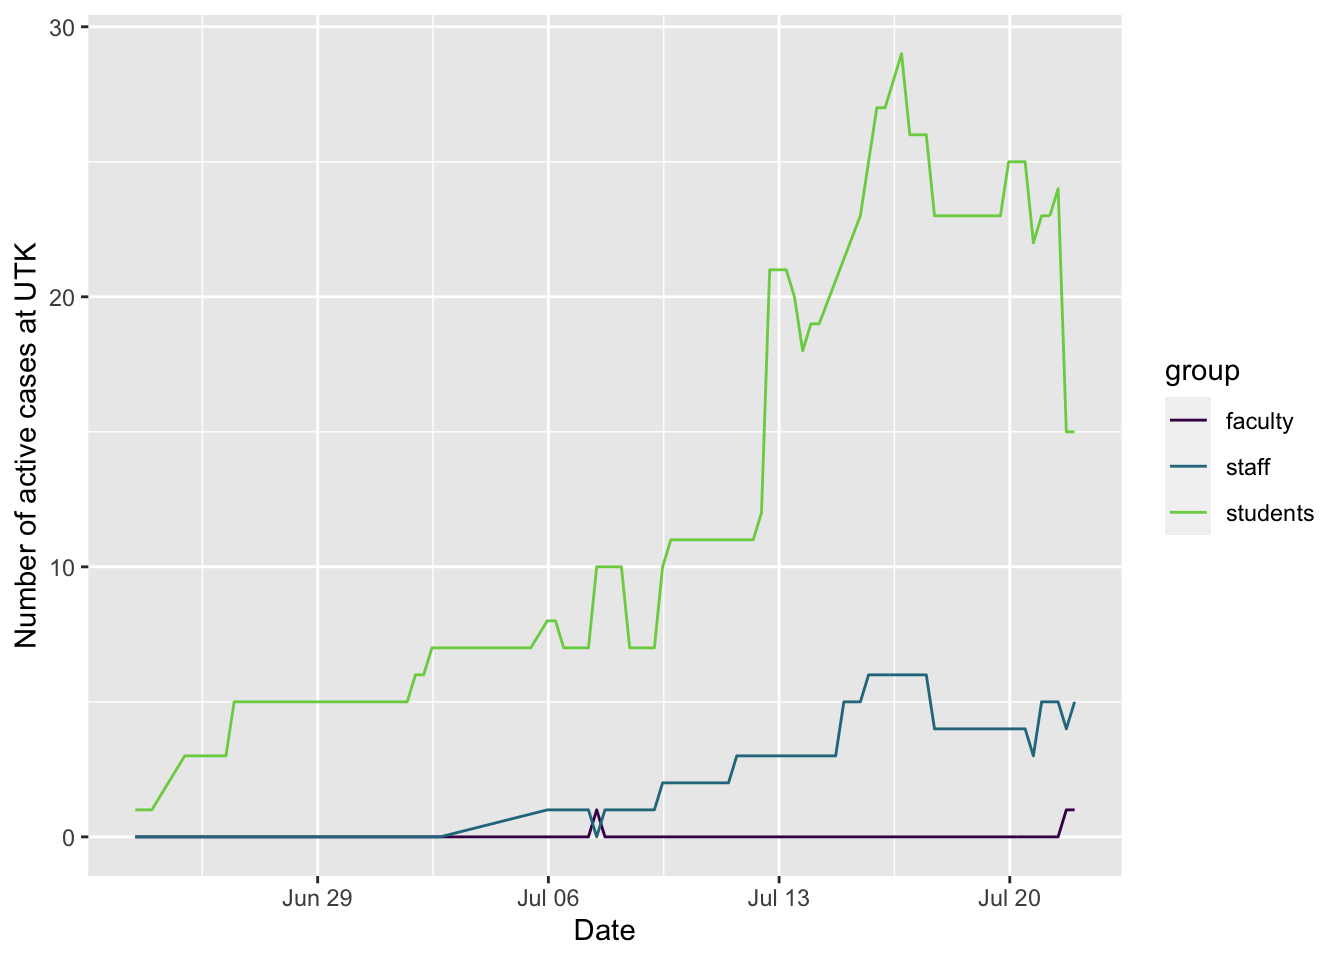 Number of active cases at UTK
30
20
10
0
Jun 29
Jul 06
Jul 13
Jul 20
Date
group
faculty
staff
students